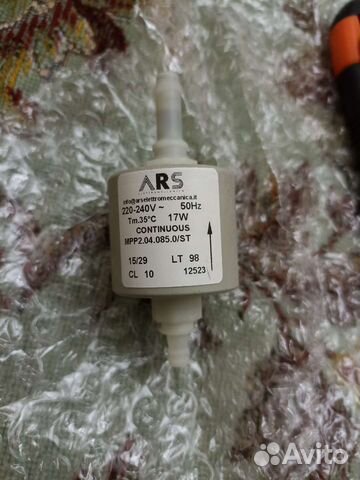 ARS
info@arselettromeccanica.it
220-240V ~ 50Hz
Tm.35°C 17W
CONTINUOUS
MPP2.04.085.0/ST
15/29 LT 98
CL 10 12523
Avito